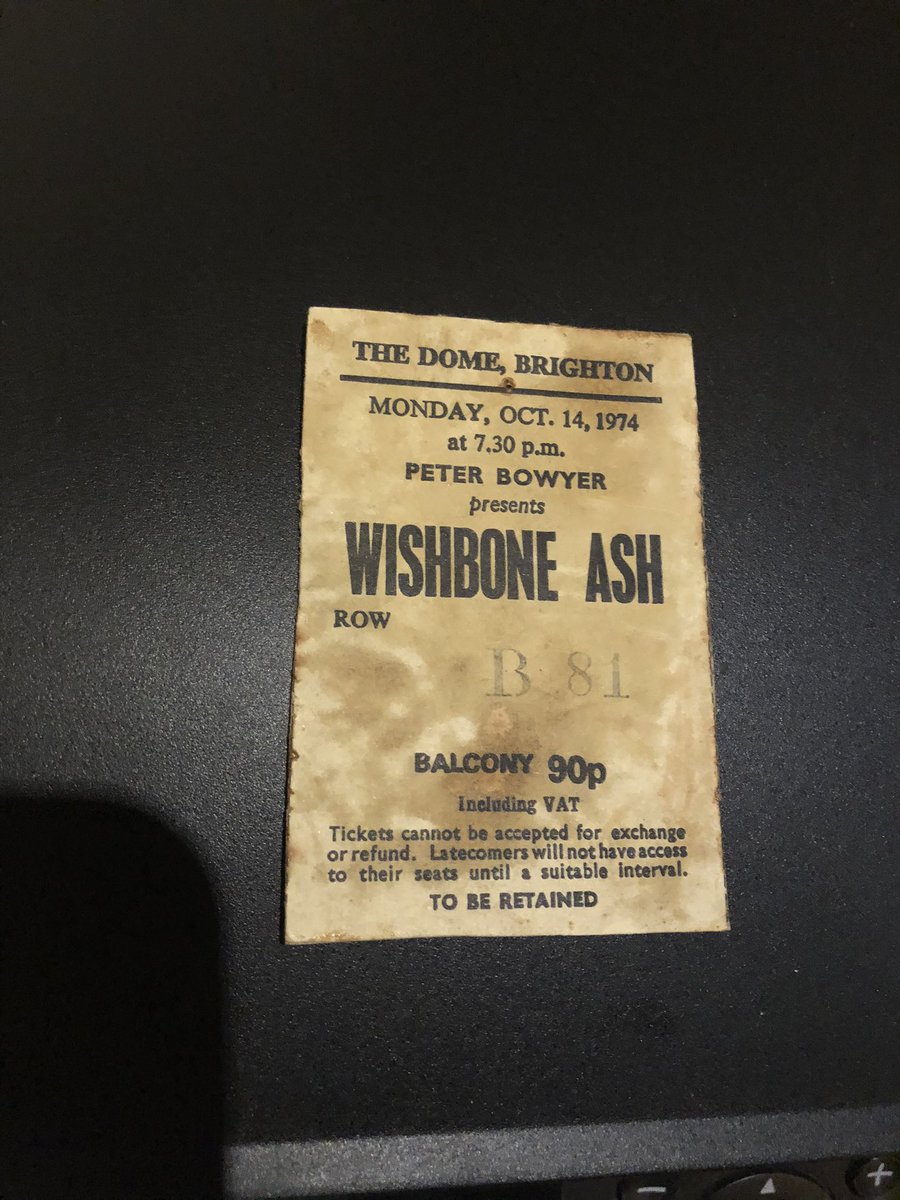 THE DOME, BRIGHTON
MONDAY, OCT. 14, 1974
at 7.30 p.m.
PETER BOWYER
presents
WISHBONE ASH
ROW
B 81
BALCONY 90p
Including VAT
Tickets cannot be accepted for exchange
or refund. Latecomers will not have access
to their seats until a suitable interval.
TO BE RETAINED